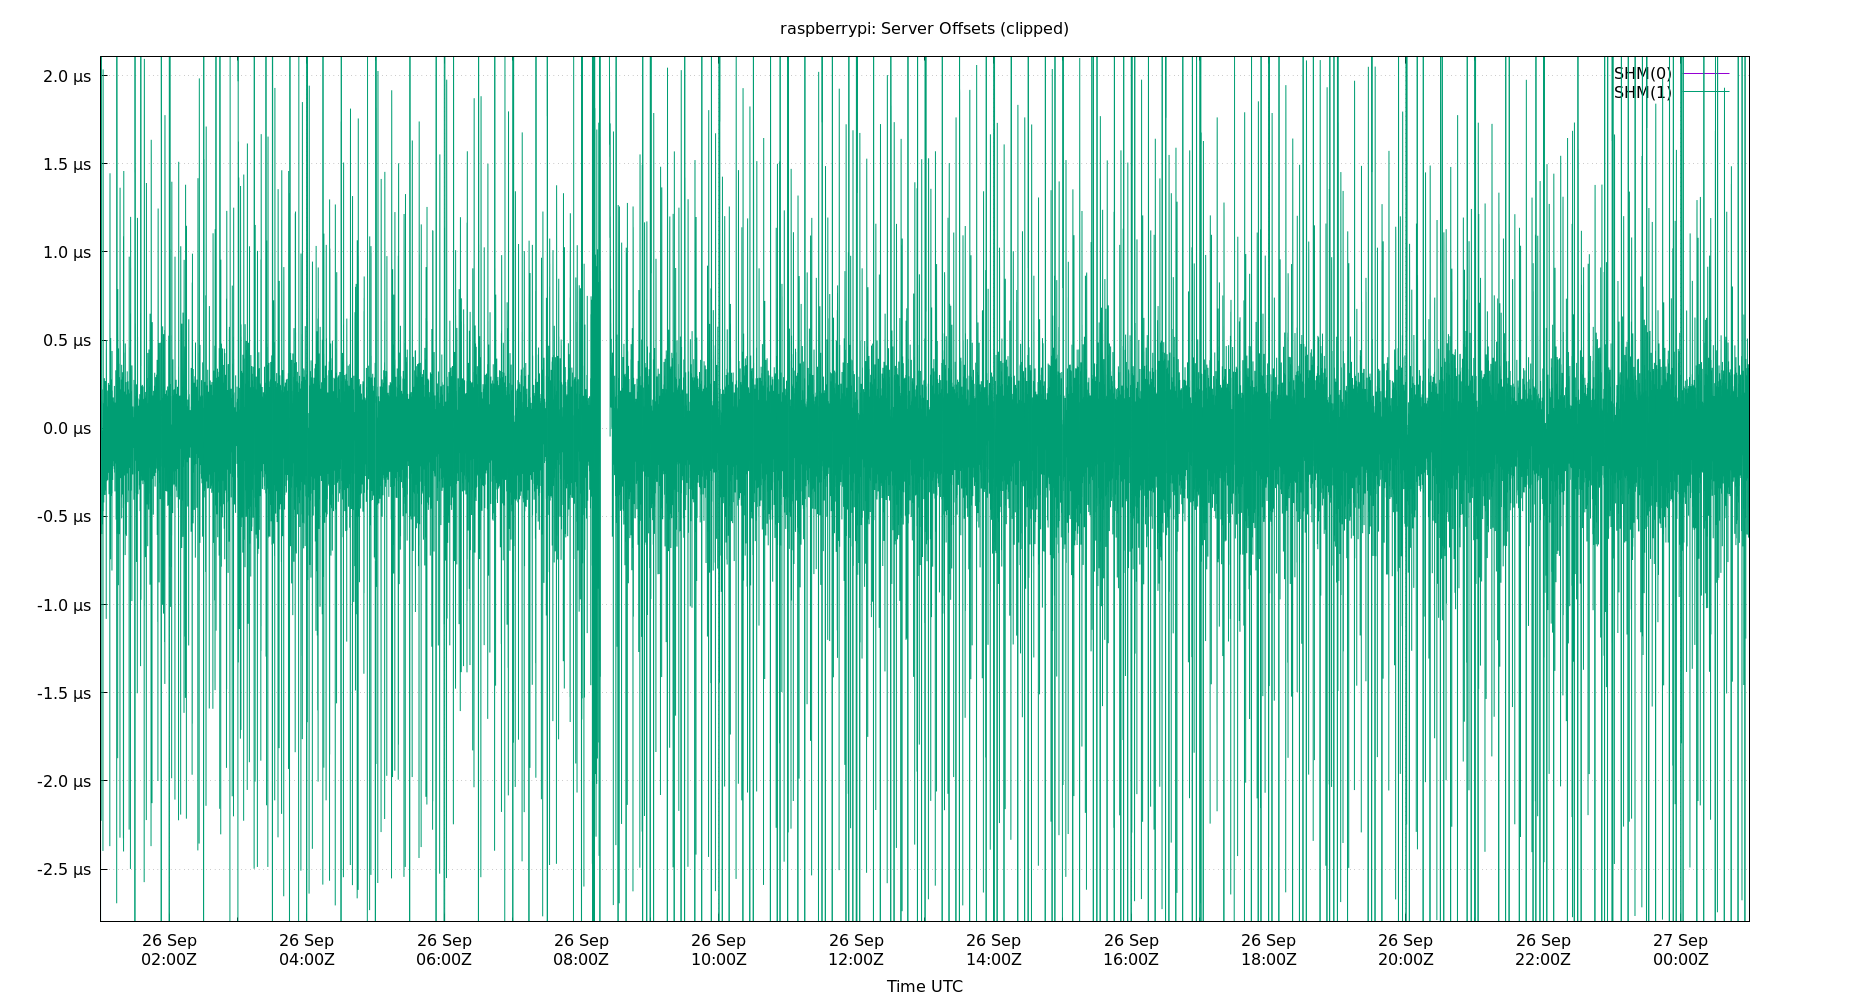 raspberrypi: Server Offsets (clipped)
2.0 µs
1.5 µs
1.0 µs
0.5 µs
0.0 µs
-0.5 µs
-1.0 µs
-1.5 µs
-2.0 µs
-2.5 µs
SHM(0)
SHM(1)
26 Sep 26 Sep 26 Sep 26 Sep 26 Sep 26 Sep 26 Sep 26 Sep 26 Sep 26 Sep 26 Sep 27 Sep
02:00Z 04:00Z 06:00Z 08:00Z 10:00Z 12:00Z 14:00Z 16:00Z 18:00Z 20:00Z 22:00Z 00:00Z
Time UTC